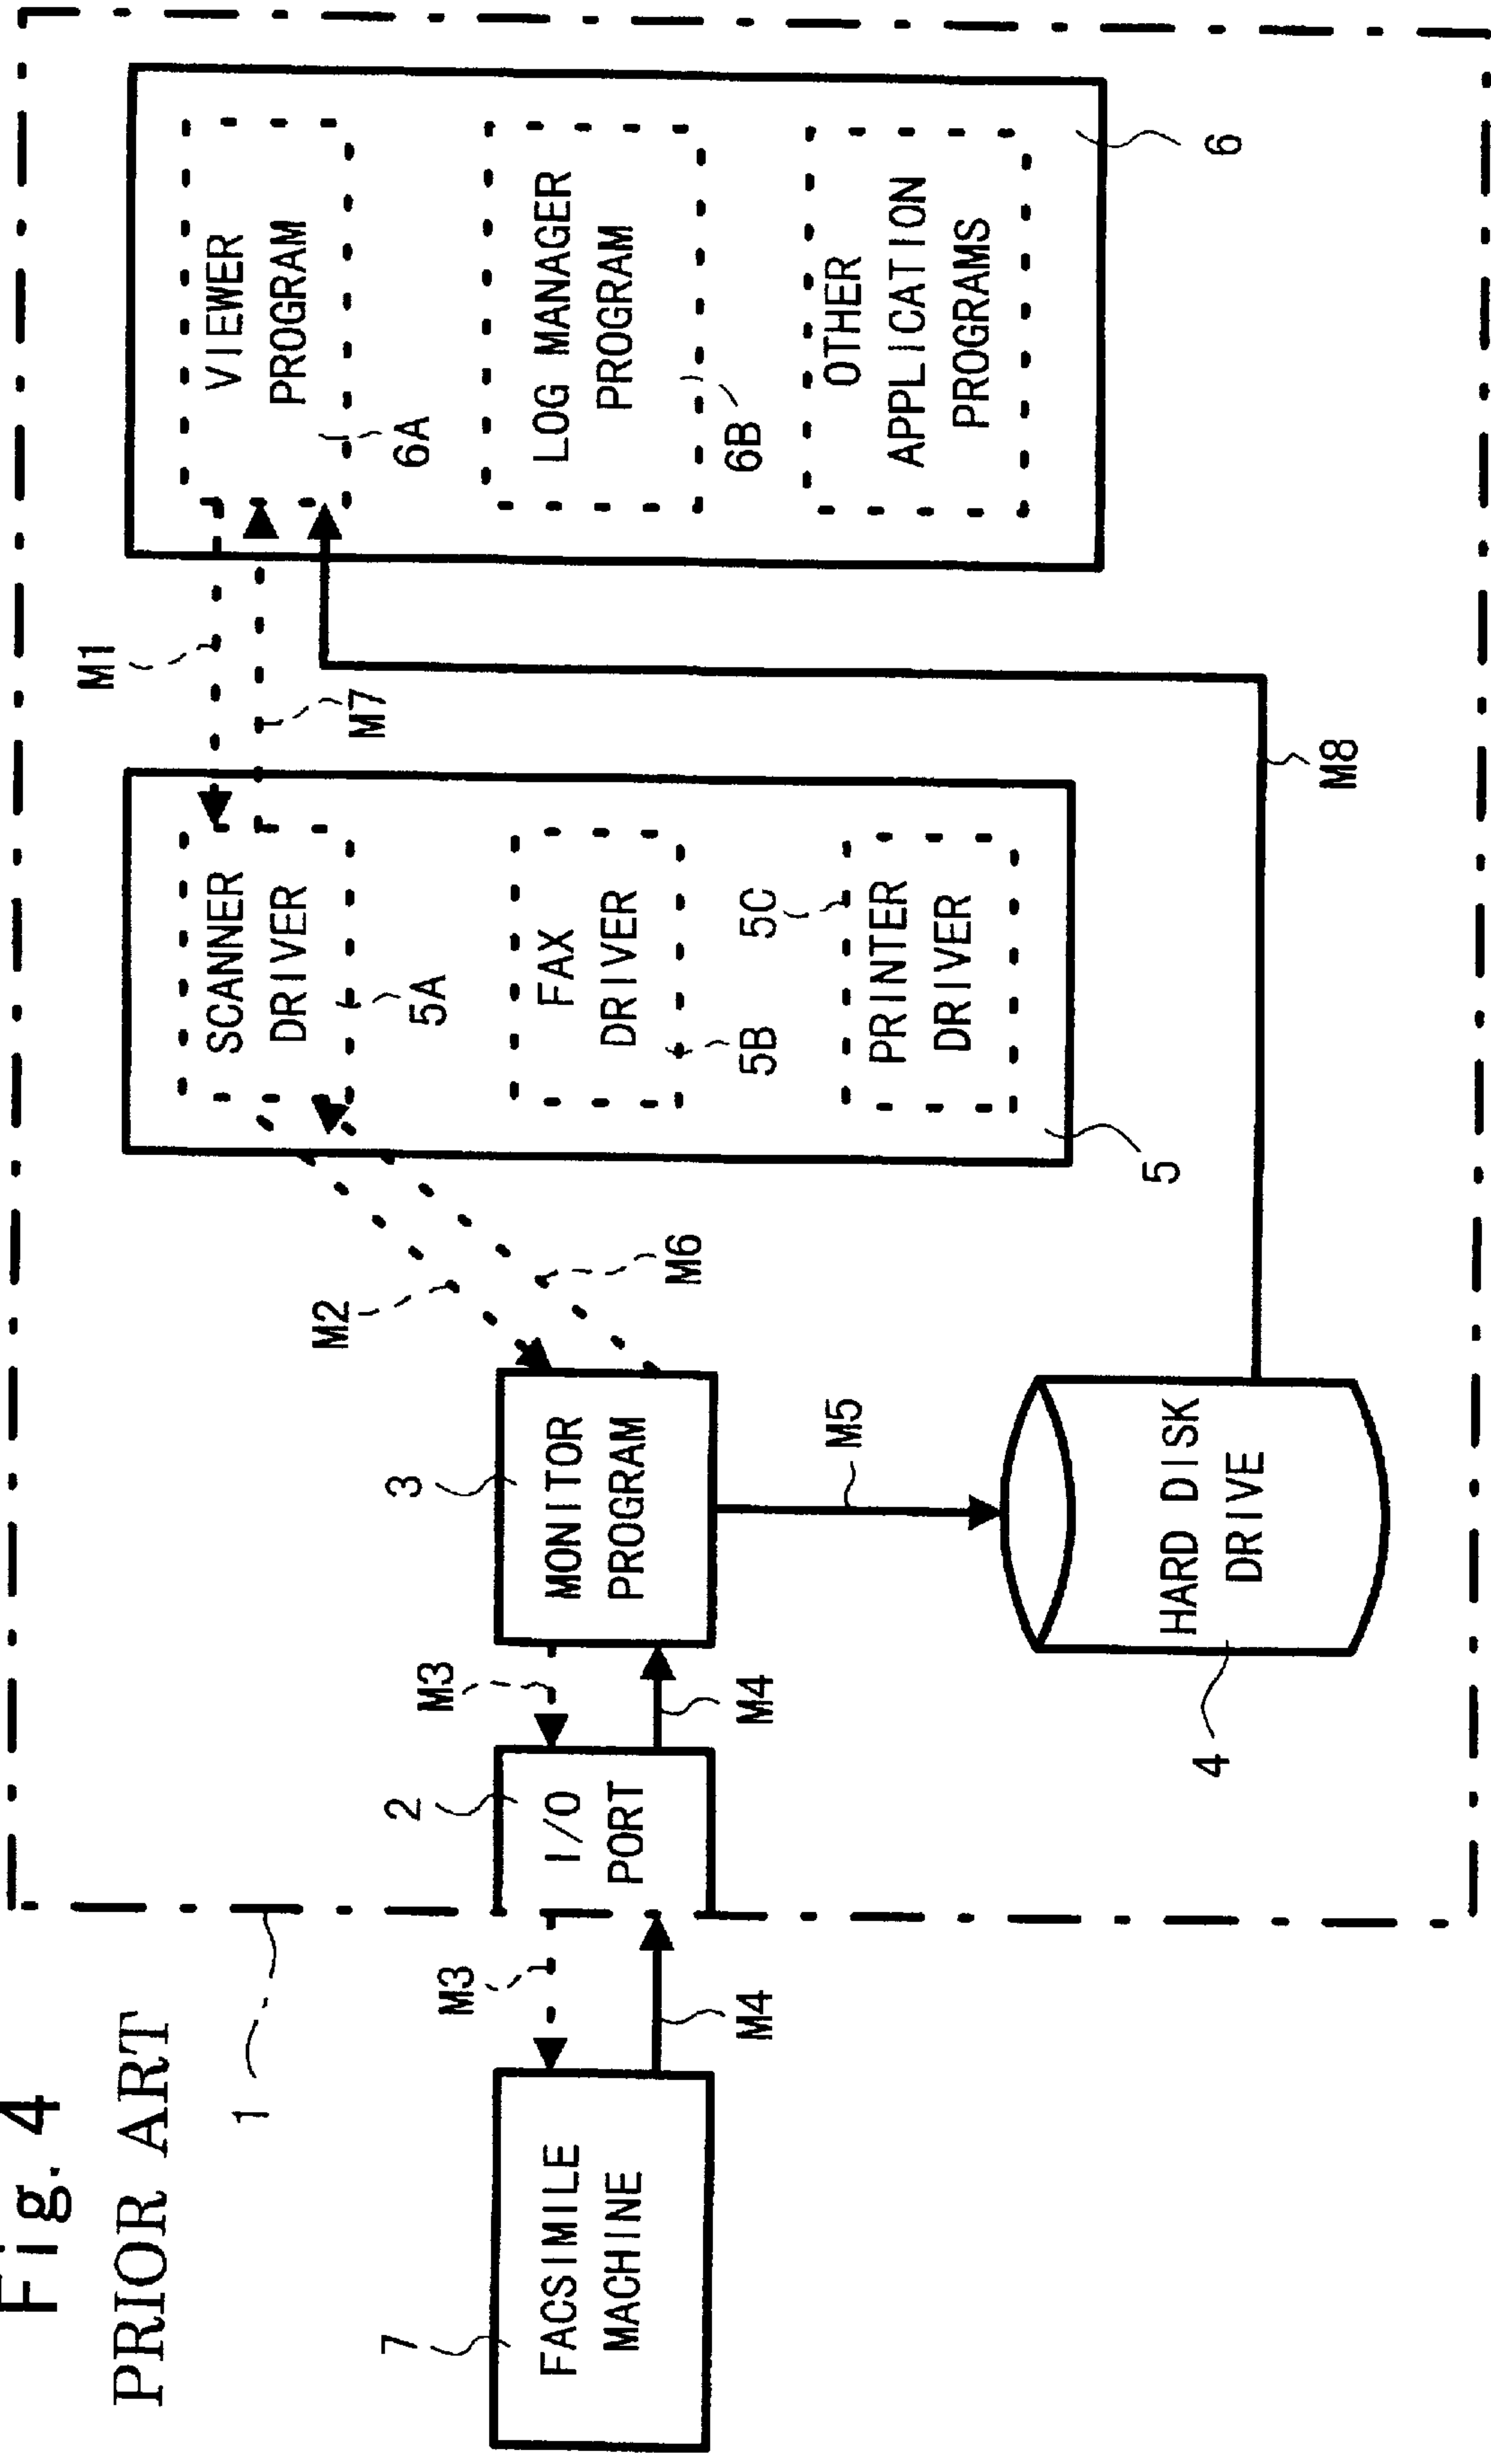 Fig. 4
PRIOR ART
1
7
FACSIMILE
MACHINE
M3
M4
2
I/O
PORT
M3
M4
3
MONITOR
PROGRAM
M5
4
HARD DISK
DRIVE
M2
M6
SCANNER
DRIVER
5A
FAX
DRIVER
5B
5C
PRINTER
DRIVER
5
M1
M7
M8
VIEWER
PROGRAM
6A
LOG MANAGER
PROGRAM
6B
OTHER
APPLICATION
PROGRAMS
6